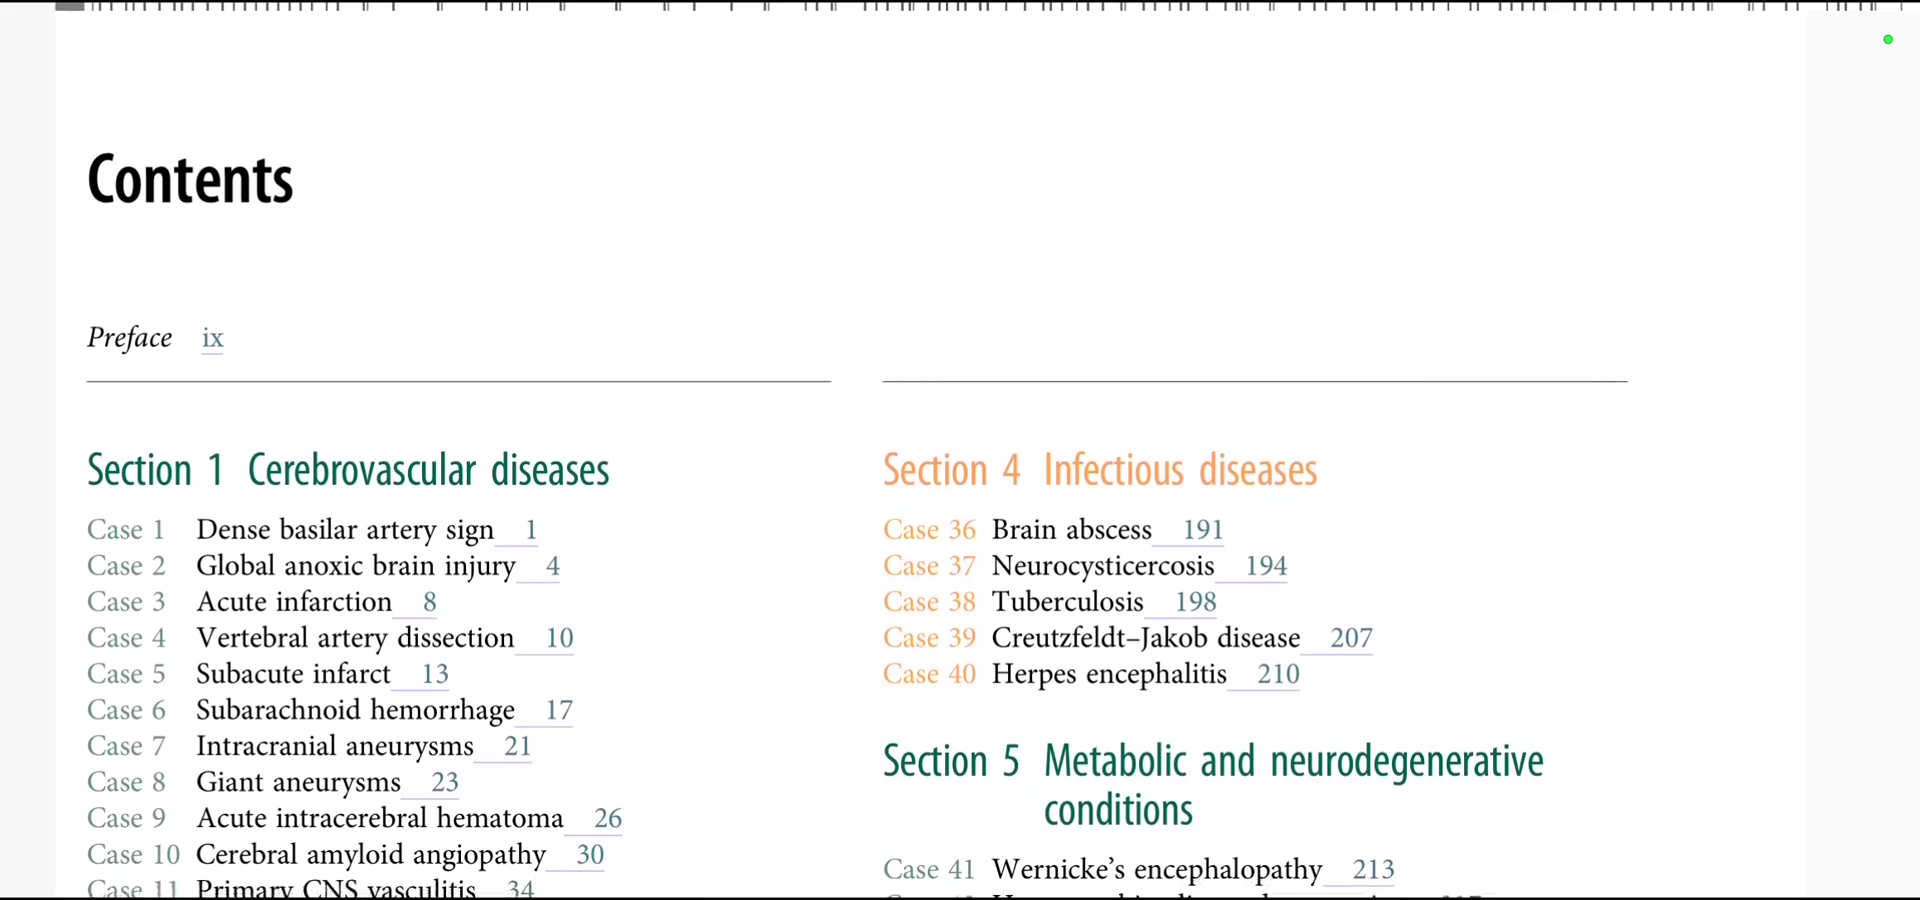 Contents
Preface ix
Section 1 Cerebrovascular diseases
Case 1 Dense basilar artery sign 1
Case 2 Global anoxic brain injury 4
Case 3 Acute infarction 8
Case 4 Vertebral artery dissection 10
Case 5 Subacute infarct 13
Case 6 Subarachnoid hemorrhage 17
Case 7 Intracranial aneurysms 21
Case 8 Giant aneurysms 23
Case 9 Acute intracerebral hematoma 26
Case 10 Cerebral amyloid angiopathy 30
Case 11 Primary CNS vasculitis 34
Section 4 Infectious diseases
Case 36 Brain abscess 191
Case 37 Neurocysticercosis 194
Case 38 Tuberculosis 198
Case 39 Creutzfeldt–Jakob disease 207
Case 40 Herpes encephalitis 210
Section 5 Metabolic and neurodegenerative
conditions
Case 41 Wernicke’s encephalopathy 213